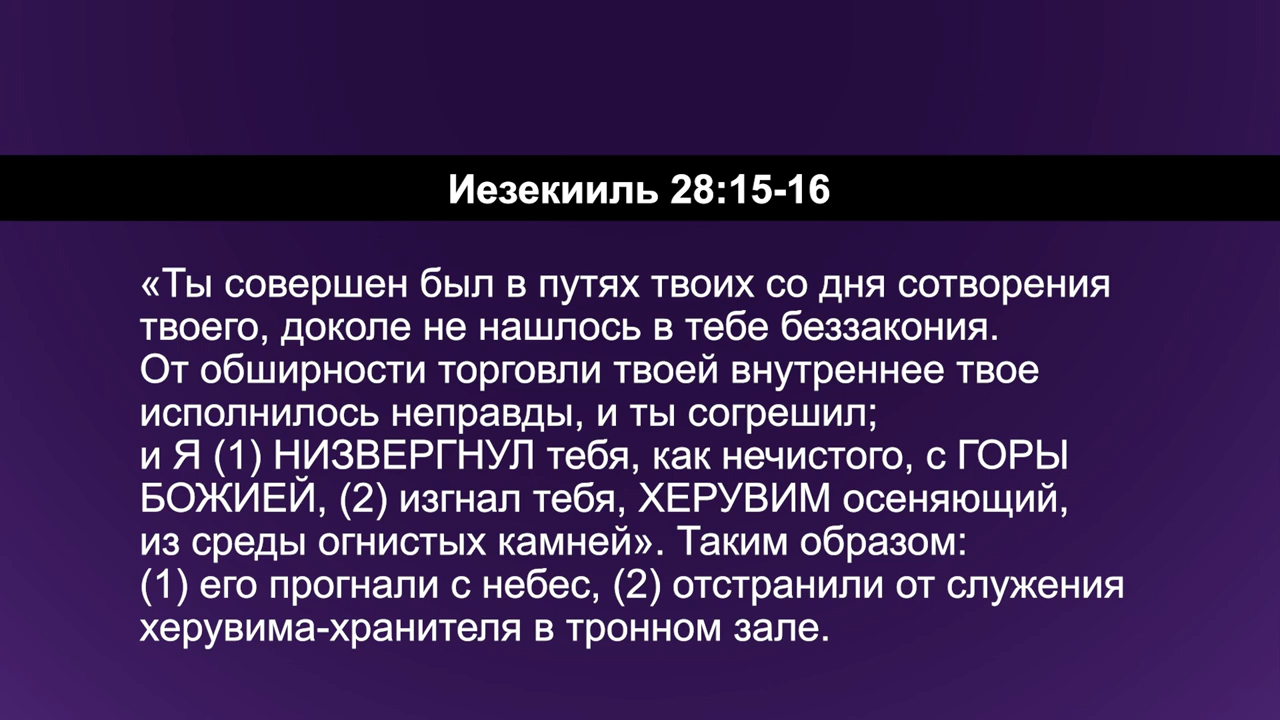 Иезекииль 28:15-16
«Ты совершен был в путях твоих со дня сотворения
твоего, доколе не нашлось в тебе беззакония.
От обширности торговли твоей внутреннее твое
исполнилось неправды, и ты согрешил;
и Я (1) НИЗВЕРГНУЛ тебя, как нечистого, с ГОРЫ
БОЖИЕЙ, (2) изгнал тебя, ХЕРУВИМ осеняющий,
из среды огнистых камней». Таким образом:
(1) его прогнали с небес, (2) отстранили от служения
херувима-хранителя в тронном зале.